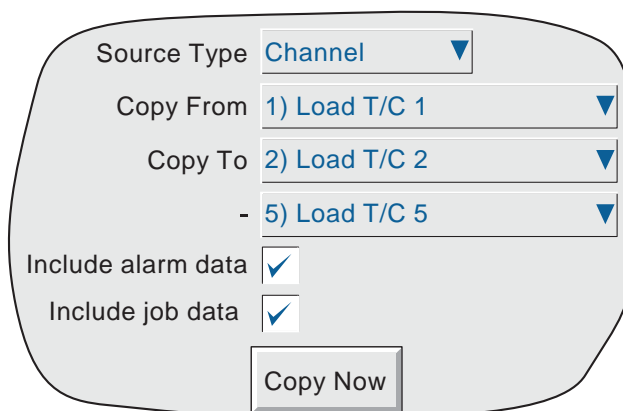 Source Type Channel
Copy From 1) Load T/C 1
Copy To 2) Load T/C 2
- 5) Load T/C 5
Include alarm data
Include job data
Copy Now